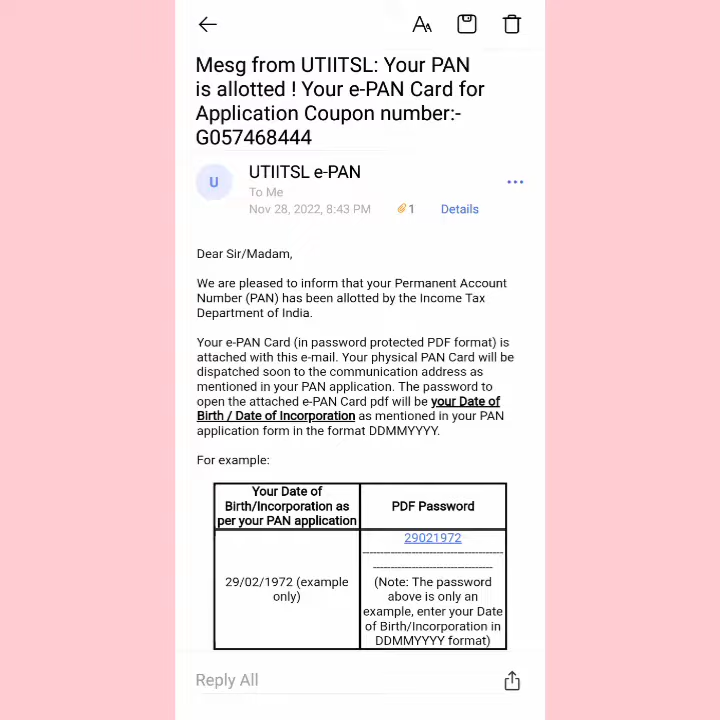 Mesg from UTIITSL: Your PAN
is allotted ! Your e-PAN Card for
Application Coupon number:-
G057468444
U
UTIITSL e-PAN
To Me
Nov 28, 2022, 8:43 PM 1 Details
Dear Sir/Madam,
We are pleased to inform that your Permanent Account
Number (PAN) has been allotted by the Income Tax
Department of India.
Your e-PAN Card (in password protected PDF format) is
attached with this e-mail. Your physical PAN Card will be
dispatched soon to the communication address as
mentioned in your PAN application. The password to
open the attached e-PAN Card pdf will be your Date of
Birth / Date of Incorporation as mentioned in your PAN
application form in the format DDMMYYYY.
For example:
Your Date of
Birth/Incorporation as
per your PAN application
PDF Password
29/02/1972 (example
only)
29021972
--------------------------------------------
------------------------------------
(Note: The password
above is only an
example, enter your Date
of Birth/Incorporation in
DDMMYYYY format)
Reply All